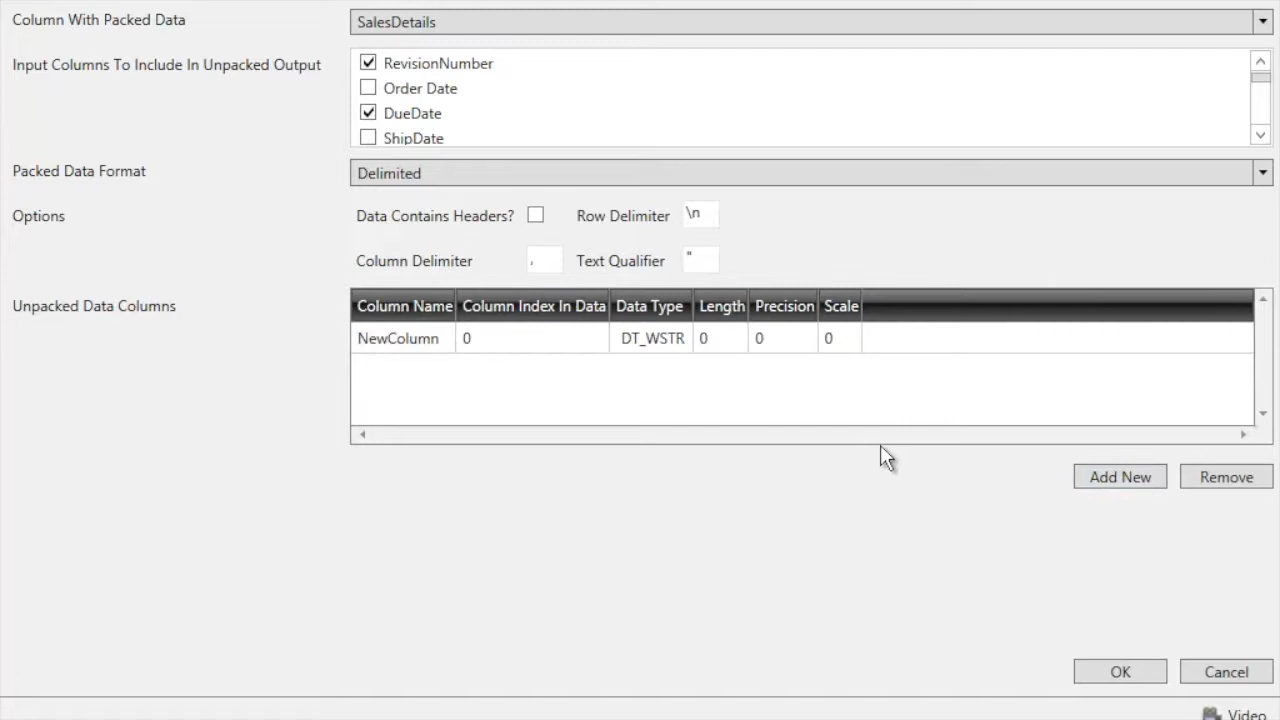 Column With Packed Data SalesDetails
Input Columns To Include In Unpacked Output RevisionNumber
Order Date
DueDate
ShipDate
Packed Data Format Delimited
Options Data Contains Headers? Row Delimiter \n
Column Delimiter , Text Qualifier "
Unpacked Data Columns Column Name Column Index In Data Data Type Length Precision Scale
NewColumn 0 DT_WSTR 0 0 0
Add New Remove
OK Cancel
Video